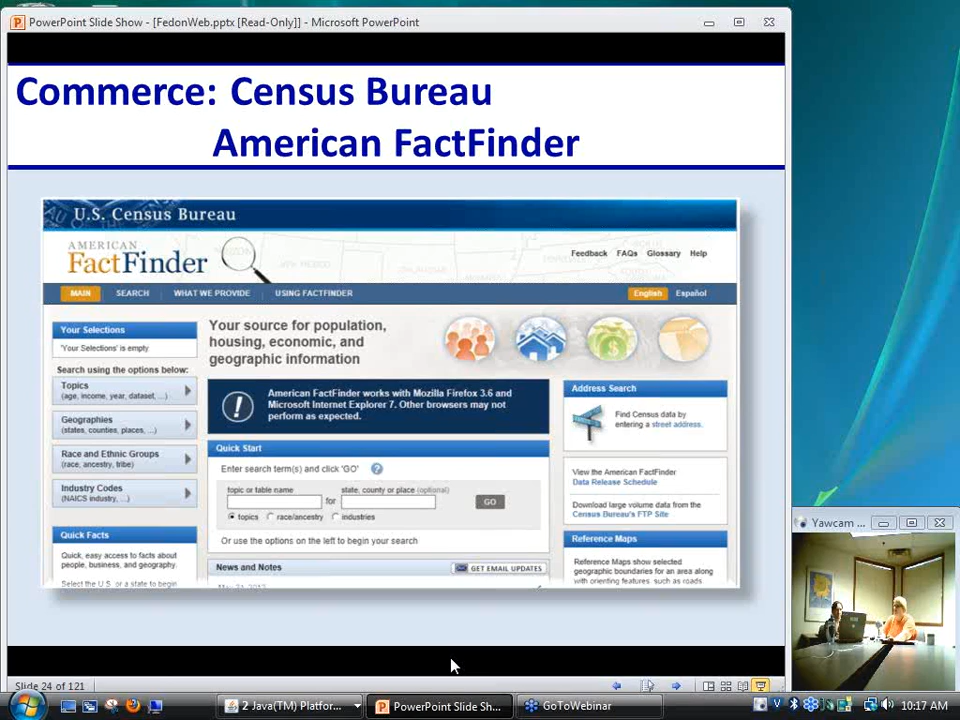 PowerPoint Slide Show - [FedonWeb.pptx [Read-Only]] - Microsoft PowerPoint
Commerce: Census Bureau
American FactFinder
U.S. Census Bureau
AMERICAN
FactFinder
Feedback FAQs Glossary Help
MAIN SEARCH WHAT WE PROVIDE USING FACTFINDER
English Español
Your Selections
'Your Selections' is empty
Search using the options below:
Topics
(age, income, year, dataset, ...)
Geographies
(states, counties, places, ...)
Race and Ethnic Groups
(race, ancestry, tribe)
Industry Codes
(NAICS industry, ...)
Quick Facts
Quick, easy access to facts about
people, business, and geography.
Select the U.S. or a state to begin
Your source for population,
housing, economic, and
geographic information
American FactFinder works with Mozilla Firefox 3.6 and
Microsoft Internet Explorer 7. Other browsers may not
perform as expected.
Quick Start
Enter search term(s) and click 'GO' ?
topic or table name state, county or place (optional)
for GO
topics race/ancestry industries
Or use the options on the left to begin your search
News and Notes GET EMAIL UPDATES
Address Search
Find Census data by
entering a street address.
View the American FactFinder
Data Release Schedule
Download large volume data from the
Census Bureau's FTP Site
Reference Maps
Reference Maps show selected
geographic boundaries for an area along
with orienting features, such as roads.
Yawcam ...
Slide 24 of 121
2 Java(TM) Platfor... PowerPoint Slide Sh... GoToWebinar 10:17 AM